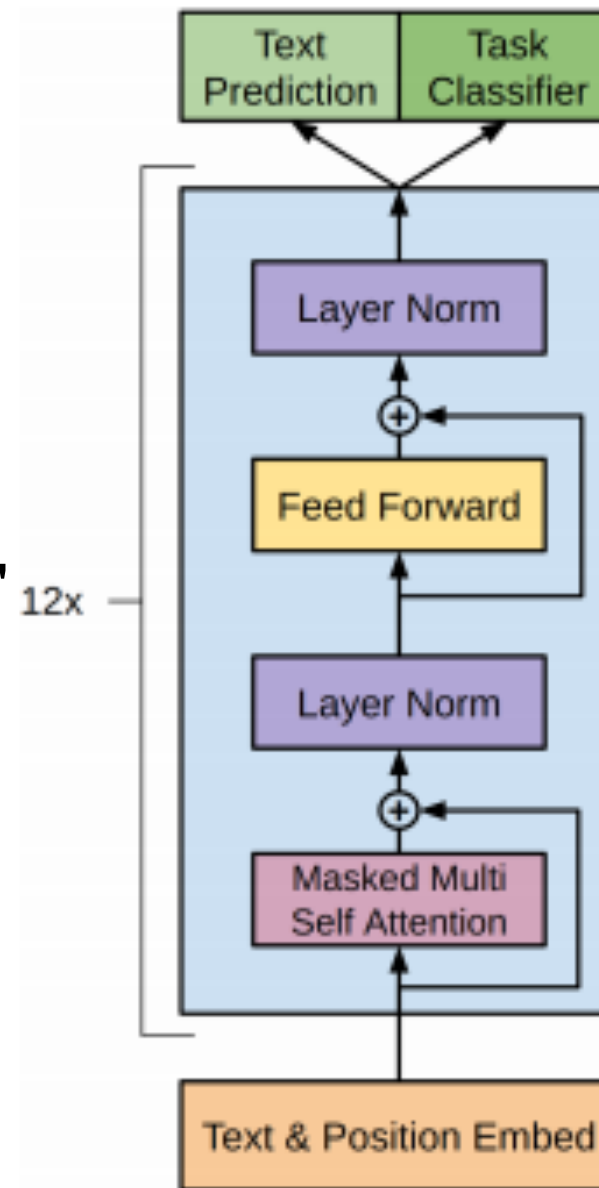 Text
Prediction
Task
Classifier
Layer Norm
+
Feed Forward
12x
Layer Norm
+
Masked Multi
Self Attention
Text & Position Embed